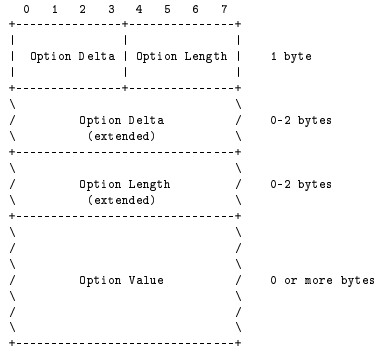 0 1 2 3 4 5 6 7
Option Delta Option Length 1 byte
Option Delta 0-2 bytes
(extended)
Option Length 0-2 bytes
(extended)
Option Value 0 or more bytes